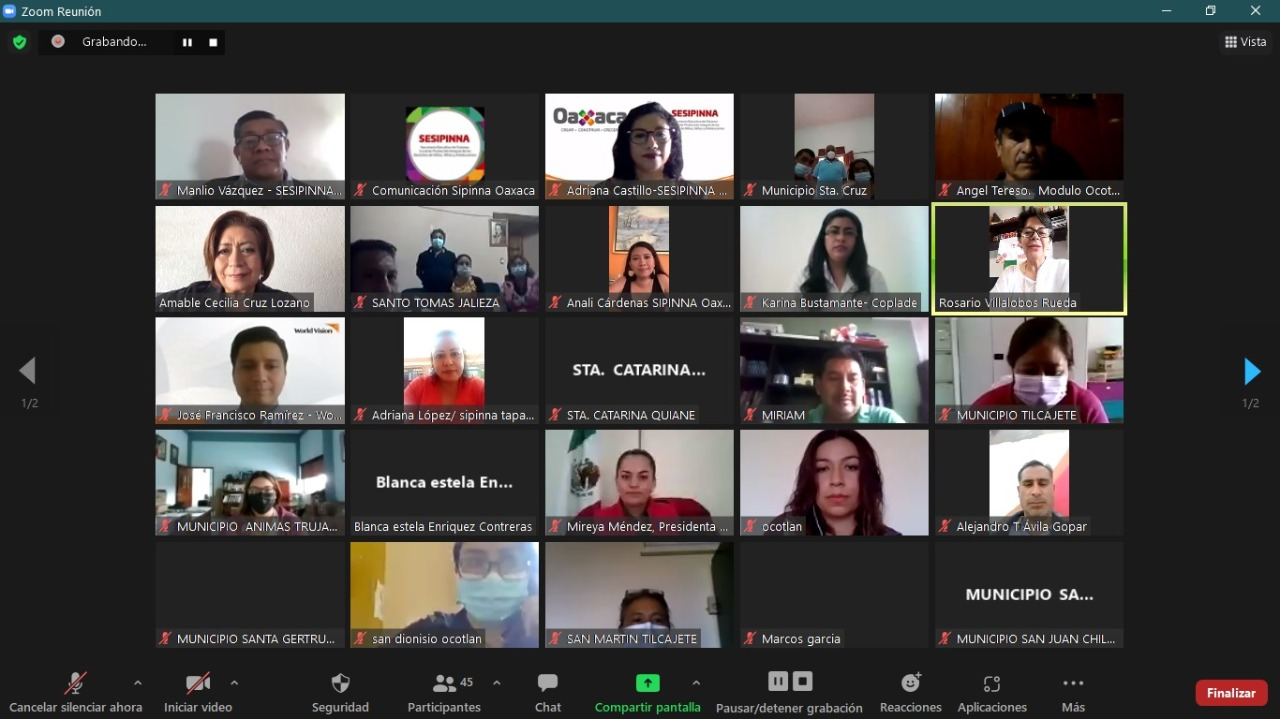 Zoom Reunión
Grabando...
Vista
Manlio Vázquez - SESIPINNA...
SESIPINNA
Comunicación Sipinna Oaxaca
Oaxaca
CREAR • CONSTRUIR • CRECER
SESIPINNA
Adriana Castillo-SESIPINNA ...
Municipio Sta. Cruz
Angel Tereso. Modulo Ocot...
Amable Cecilia Cruz Lozano
SANTO TOMAS JALIEZA
Anali Cárdenas SIPINNA Oax...
Karina Bustamante- Coplade
Rosario Villalobos Rueda
World Vision
José Francisco Ramírez - Wo...
Adriana López/ sipinna tapa...
STA. CATARINA...
STA. CATARINA QUIANE
MIRIAM
MUNICIPIO TILCAJETE
MUNICIPIO ANIMAS TRUJA...
Blanca estela En...
Blanca estela Enriquez Contreras
Mireya Méndez, Presidenta ...
ocotlan
Alejandro T Ávila Gopar
MUNICIPIO SANTA GERTRU...
san dionisio ocotlan
SAN MARTIN TILCAJETE
Marcos garcia
MUNICIPIO SA...
MUNICIPIO SAN JUAN CHIL...
1/2
1/2
Cancelar silenciar ahora
Iniciar video
Seguridad
45
Participantes
Chat
Compartir pantalla
Pausar/detener grabación
Reacciones
Aplicaciones
Más
Finalizar